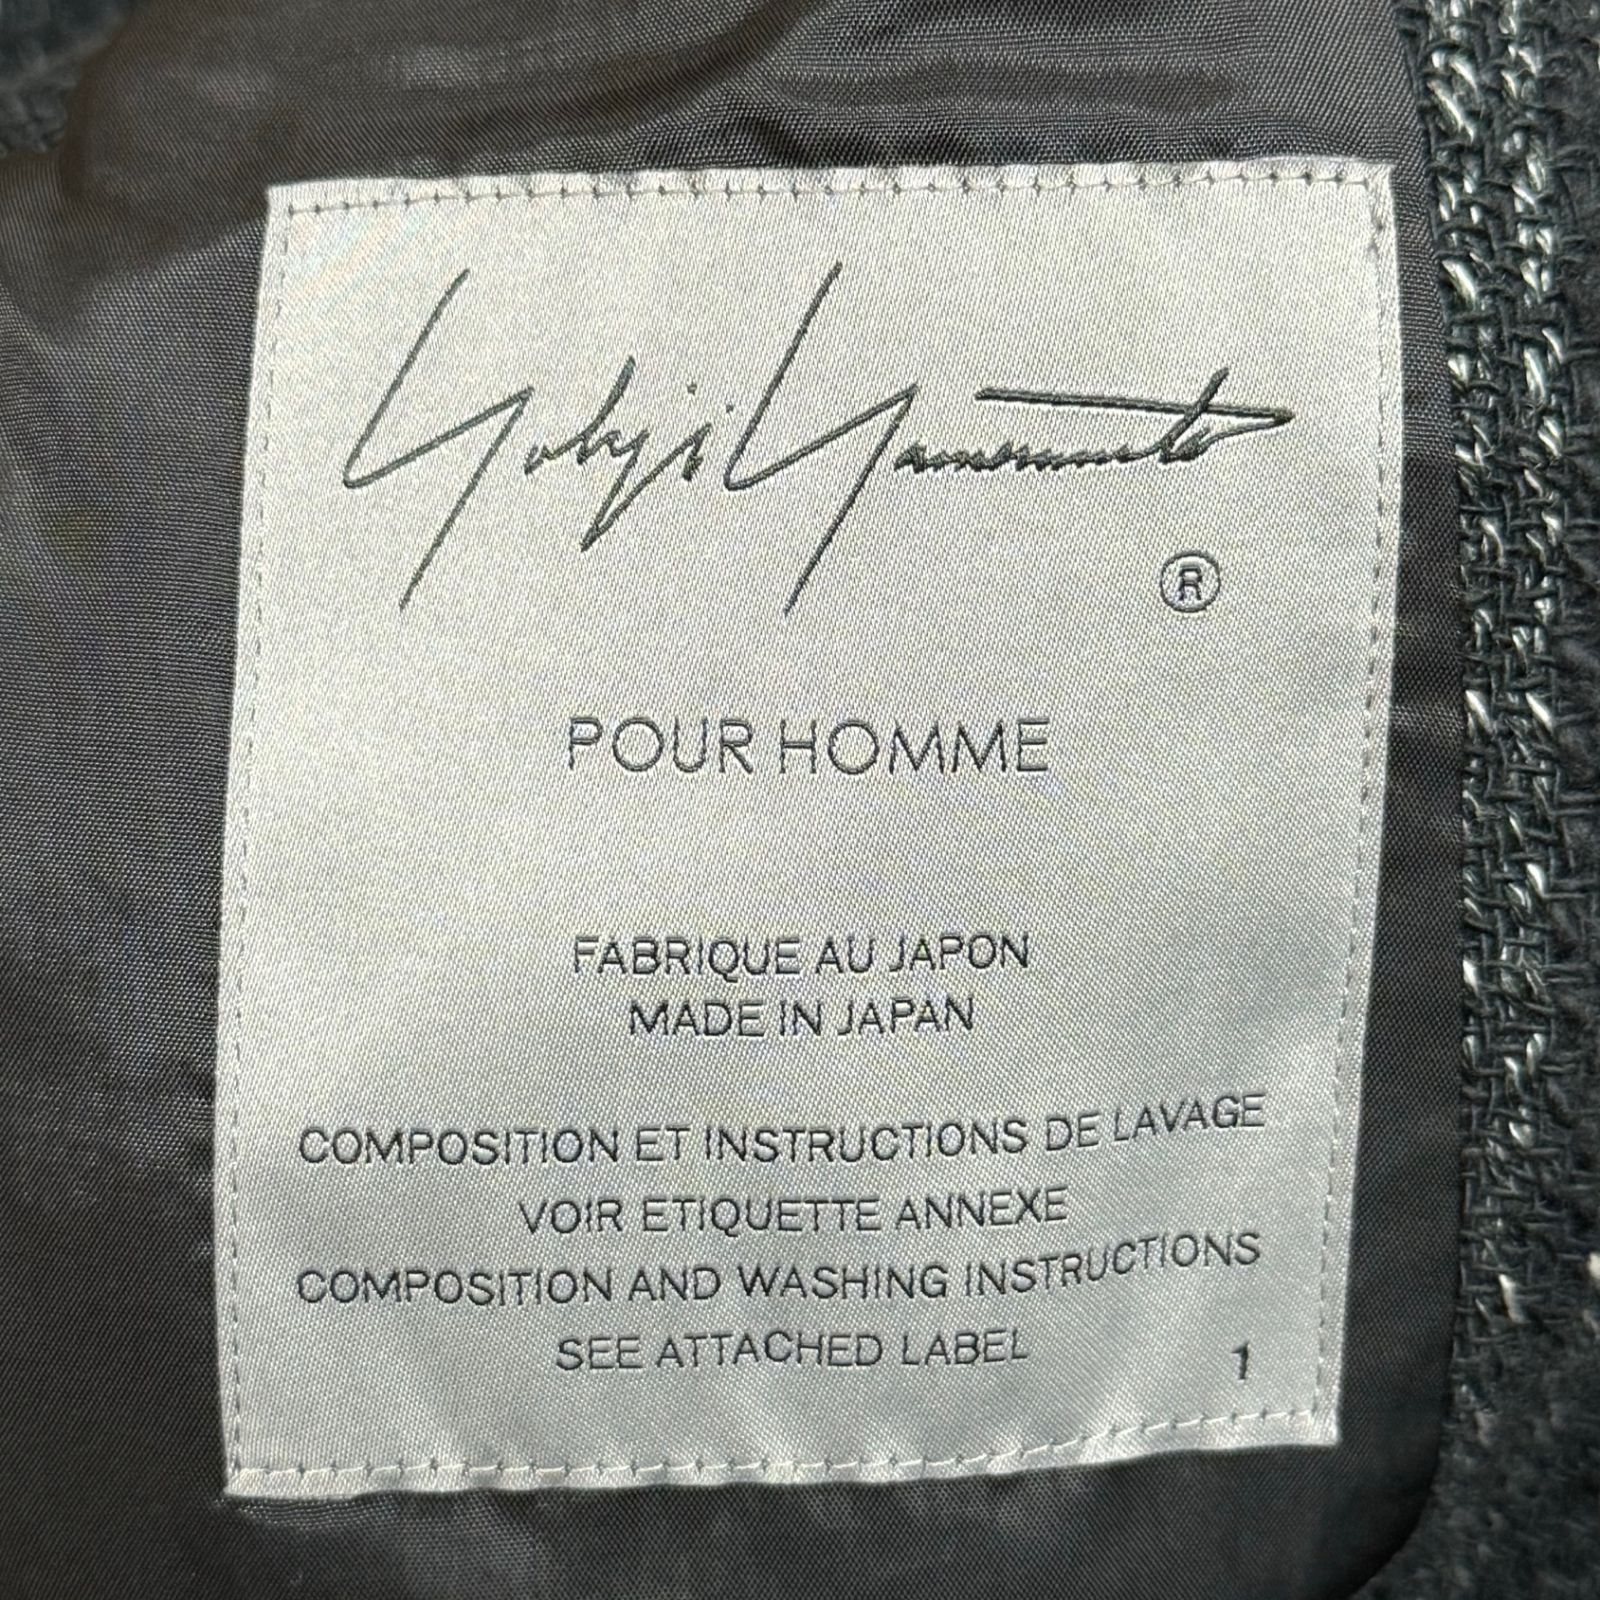 Yohji Yamamoto
®
POUR HOMME
FABRIQUE AU JAPON
MADE IN JAPAN
COMPOSITION ET INSTRUCTIONS DE LAVAGE
VOIR ETIQUETTE ANNEXE
COMPOSITION AND WASHING INSTRUCTIONS
SEE ATTACHED LABEL
1